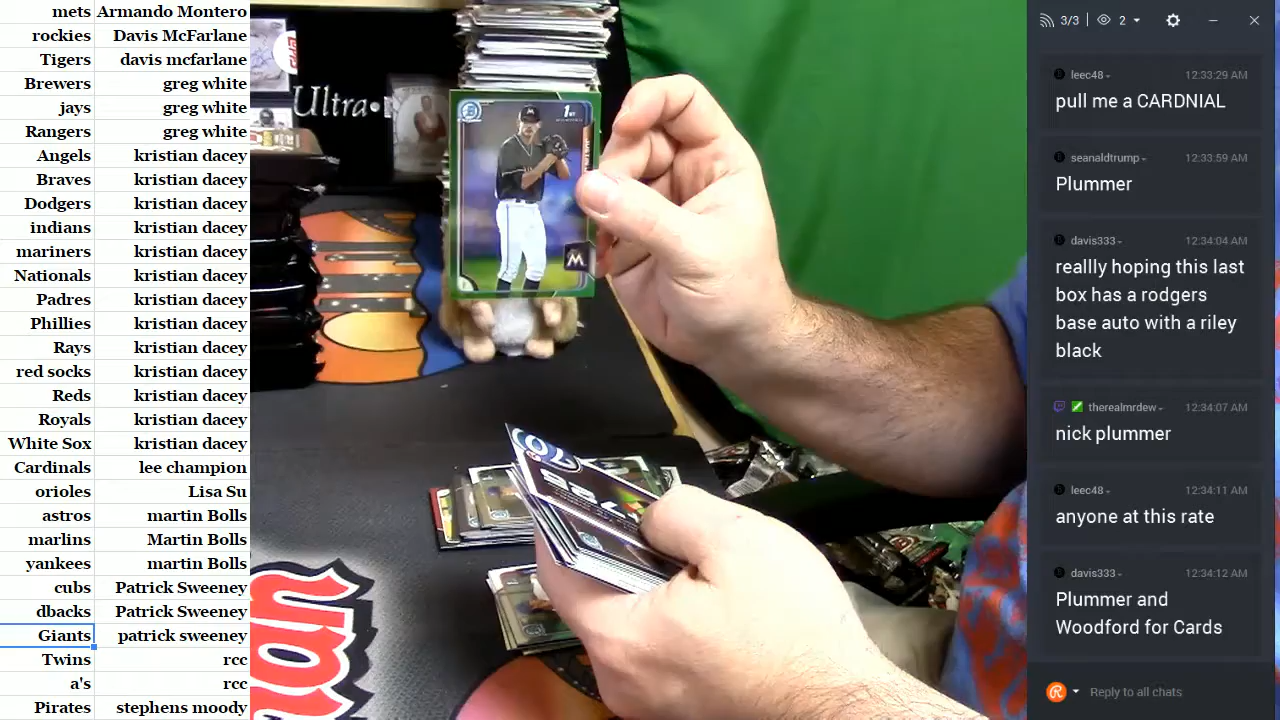 mets Armando Montero
rockies Davis McFarlane
Tigers davis mcfarlane
Brewers greg white
jays greg white
Rangers greg white
Angels kristian dacey
Braves kristian dacey
Dodgers kristian dacey
indians kristian dacey
mariners kristian dacey
Nationals kristian dacey
Padres kristian dacey
Phillies kristian dacey
Rays kristian dacey
red socks kristian dacey
Reds kristian dacey
Royals kristian dacey
White Sox kristian dacey
Cardinals lee champion
orioles Lisa Su
astros martin Bolls
marlins Martin Bolls
yankees martin Bolls
cubs Patrick Sweeney
dbacks Patrick Sweeney
Giants patrick sweeney
Twins rcc
a's rcc
Pirates stephens moody
Ultra
1ST
M
3/3 2
leec48 12:33:29 AM
pull me a CARDNIAL
seanaldtrump 12:33:59 AM
Plummer
davis333 12:34:04 AM
reallly hoping this last
box has a rodgers
base auto with a riley
black
therealmrdew 12:34:07 AM
nick plummer
leec48 12:34:11 AM
anyone at this rate
davis333 12:34:12 AM
Plummer and
Woodford for Cards
Reply to all chats